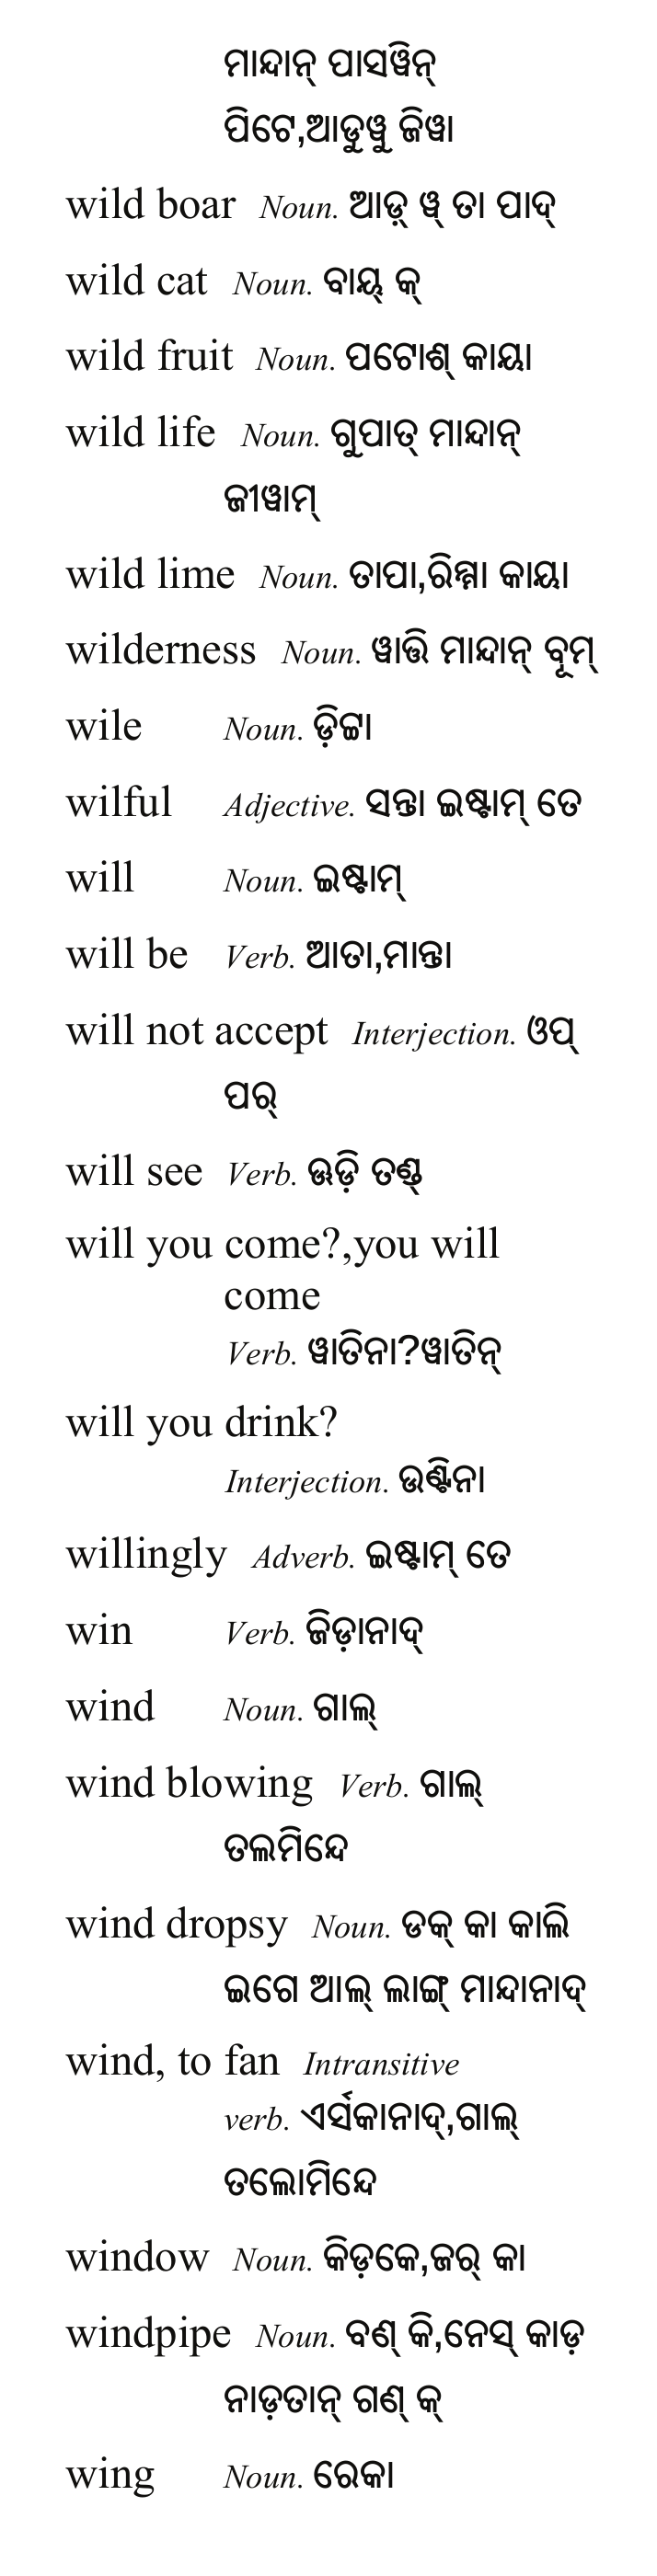 ମାନ୍ଦାନ୍ ପାସୱିନ୍
ପିଟେ,ଆଡୁୱୁ ଜିୱା
wild boar Noun. ଆଡ଼୍ ୱ୍ ତା ପାଦ୍
wild cat Noun. ବାୟ୍ କ୍
wild fruit Noun. ପଟୋଶ୍ କାୟା
wild life Noun. ଗୁପାତ୍ ମାନ୍ଦାନ୍
ଜୀୱାମ୍
wild lime Noun. ତାପା,ରିମ୍ମା କାୟା
wilderness Noun. ୱାତ୍ତି ମାନ୍ଦାନ୍ ବୂମ୍
wile Noun. ଡ଼ିଟ୍ଟା
wilful Adjective. ସନ୍ତା ଇଷ୍ଟାମ୍ ତେ
will Noun. ଇଷ୍ଟାମ୍
will be Verb. ଆତା,ମାନ୍ତା
will not accept Interjection. ଓପ୍
ପର୍
will see Verb. ଊଡ଼ି ତଣ୍ଡ୍
will you come?,you will
come
Verb. ୱାତିନା?ୱାତିନ୍
will you drink?
Interjection. ଉଣ୍ଟିନା
willingly Adverb. ଇଷ୍ଟାମ୍ ତେ
win Verb. ଜିଡ଼ାନାଦ୍
wind Noun. ଗାଲ୍
wind blowing Verb. ଗାଲ୍
ତଲମିନ୍ଦେ
wind dropsy Noun. ଡକ୍ କା କାଲି
ଇଗେ ଆଲ୍ ଲାଙ୍ଗ୍ ମାନ୍ଦାନାଦ୍
wind, to fan Intransitive
verb. ଏର୍ସକାନାଦ୍,ଗାଲ୍
ତଲୋମିନ୍ଦେ
window Noun. କିଡ଼କେ,ଜର୍ କା
windpipe Noun. ବଣ୍ କି,ନେସ୍ କାଡ଼
ନାଡ଼ତାନ୍ ଗଣ୍ କ୍
wing Noun. ରେକା